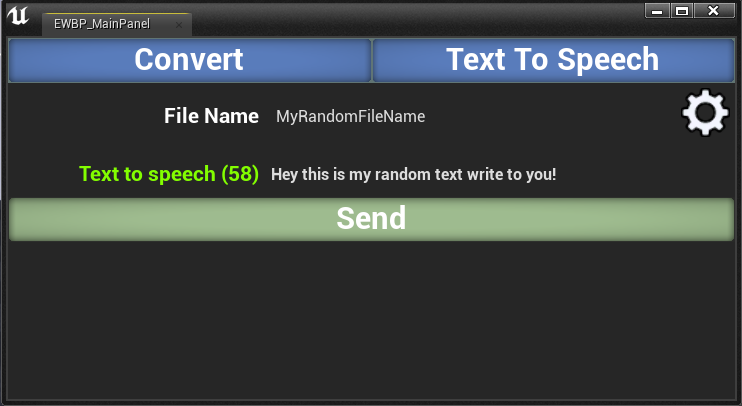 EWBP_MainPanel
Convert Text To Speech
File Name MyRandomFileName
Text to speech (58) Hey this is my random text write to you!
Send